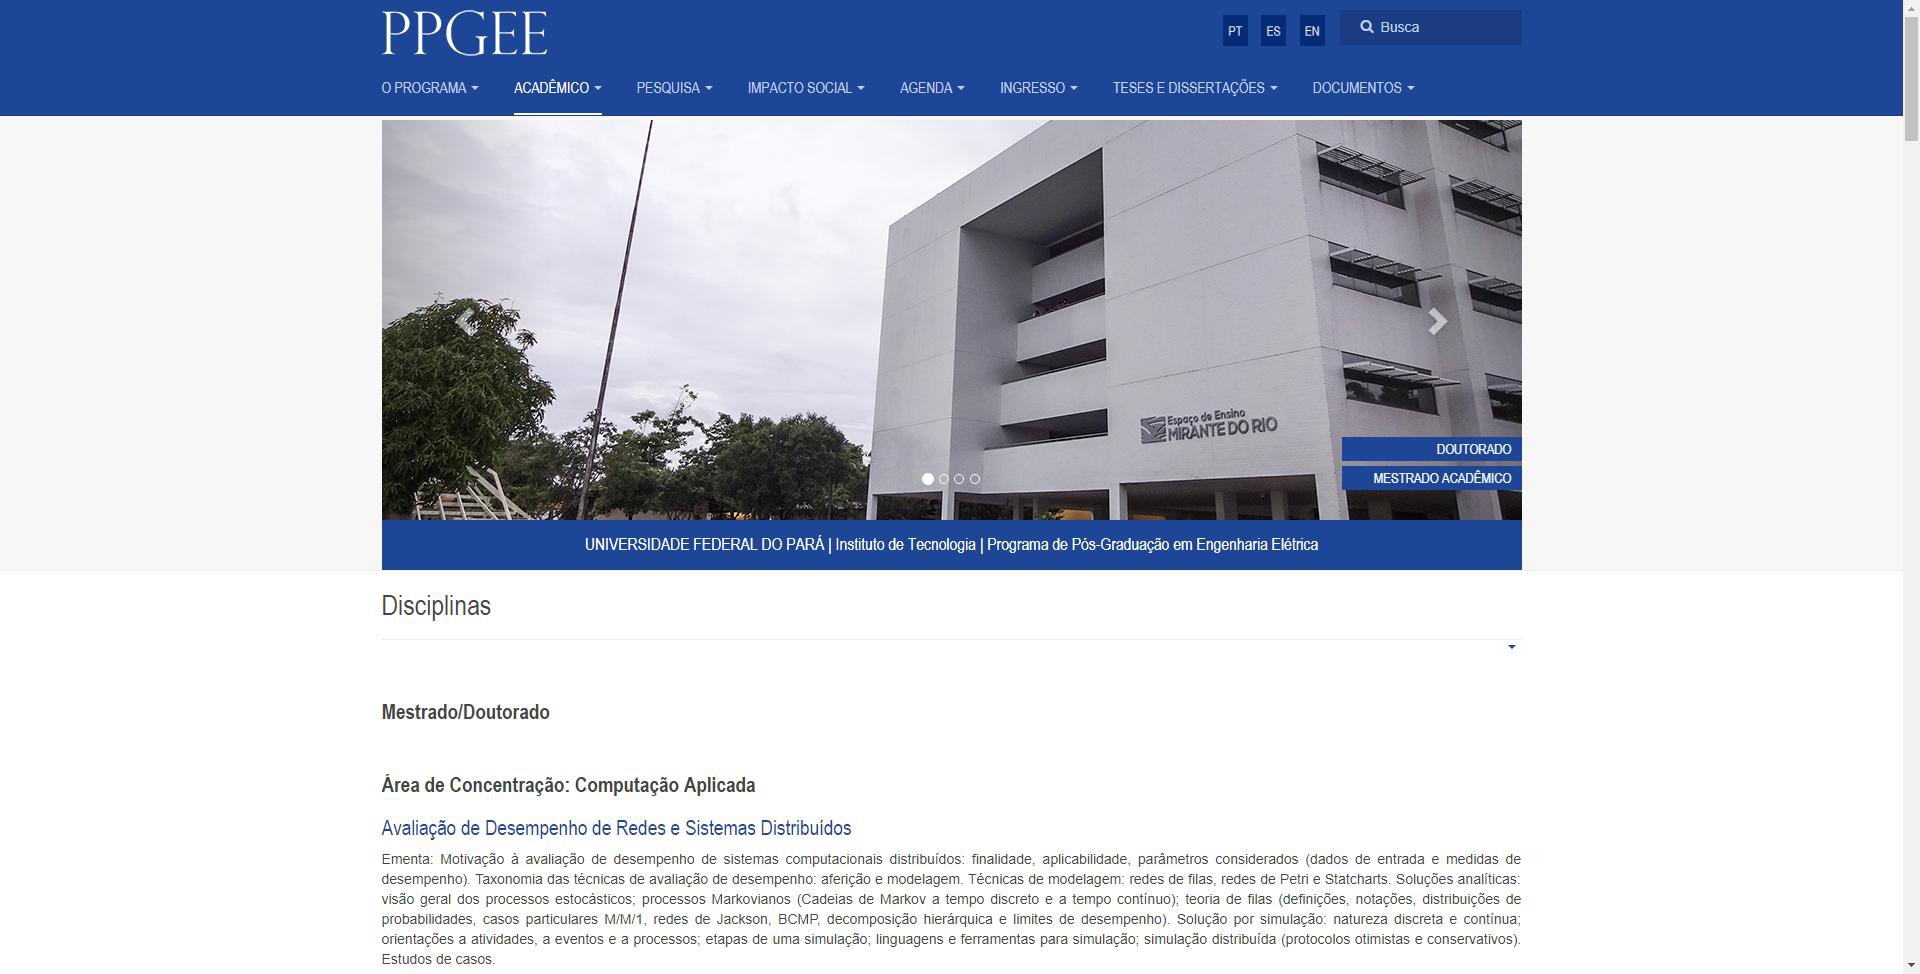 PPGEE
PT ES EN Busca
O PROGRAMA ACADÊMICO PESQUISA IMPACTO SOCIAL AGENDA INGRESSO TESES E DISSERTAÇÕES DOCUMENTOS
Espaço de Ensino
MIRANTE DO RIO
DOUTORADO
MESTRADO ACADÊMICO
UNIVERSIDADE FEDERAL DO PARÁ | Instituto de Tecnologia | Programa de Pós-Graduação em Engenharia Elétrica
Disciplinas
Mestrado/Doutorado
Área de Concentração: Computação Aplicada
Avaliação de Desempenho de Redes e Sistemas Distribuídos
Ementa: Motivação à avaliação de desempenho de sistemas computacionais distribuídos: finalidade, aplicabilidade, parâmetros considerados (dados de entrada e medidas de
desempenho). Taxonomia das técnicas de avaliação de desempenho: aferição e modelagem. Técnicas de modelagem: redes de filas, redes de Petri e Statcharts. Soluções analíticas:
visão geral dos processos estocásticos; processos Markovianos (Cadeias de Markov a tempo discreto e a tempo contínuo); teoria de filas (definições, notações, distribuições de
probabilidades, casos particulares M/M/1, redes de Jackson, BCMP, decomposição hierárquica e limites de desempenho). Solução por simulação: natureza discreta e contínua;
orientações a atividades, a eventos e a processos; etapas de uma simulação; linguagens e ferramentas para simulação; simulação distribuída (protocolos otimistas e conservativos).
Estudos de casos.